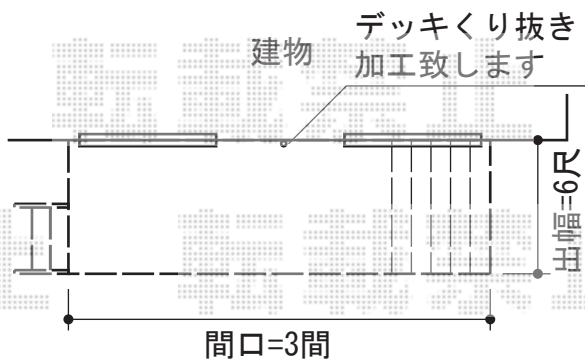 デッキくり抜き
建物
加工致します
出幅=6尺
間口=3間